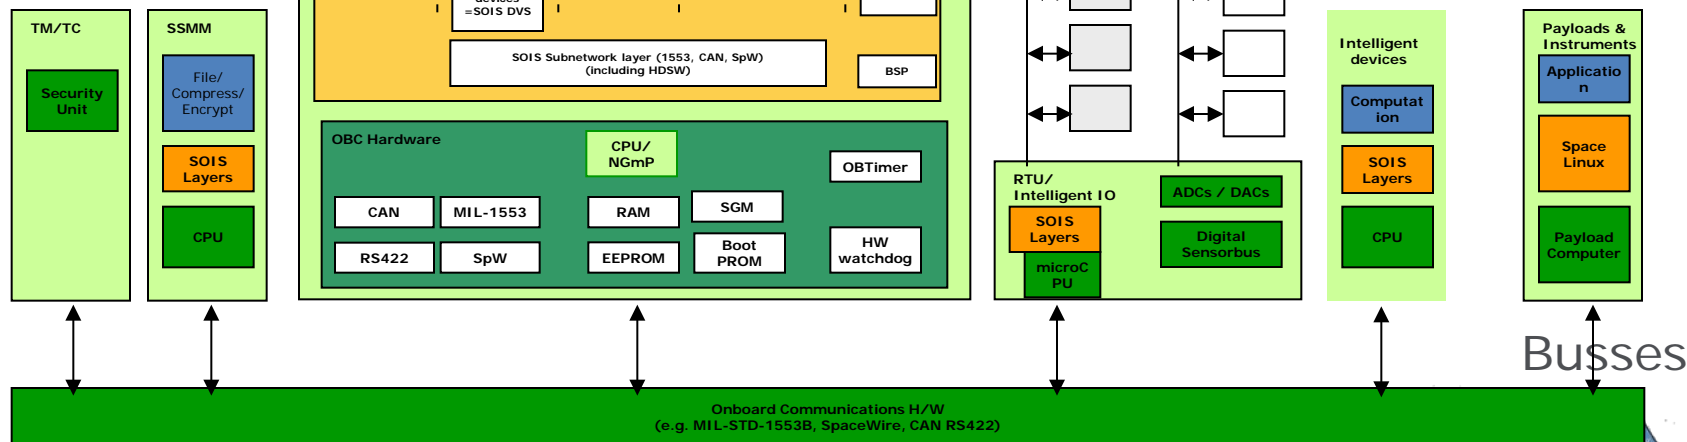 TM/TC
Security
Unit
SSMM
File/
Compress/
Encrypt
SOIS
Layers
CPU
=SOIS DVS
SOIS Subnetwork layer (1553, CAN, SpW)
(including HDSW)
BSP
OBC Hardware
CPU/
NGmP
OBTimer
CAN
MIL-1553
RAM
SGM
RS422
SpW
EEPROM
Boot
PROM
HW
watchdog
RTU/
Intelligent IO
SOIS
Layers
microC
PU
ADCs / DACs
Digital
Sensorbus
Intelligent
devices
Computat
ion
SOIS
Layers
CPU
Payloads &
Instruments
Applicatio
n
Space
Linux
Payload
Computer
Busses
Onboard Communications H/W
(e.g. MIL-STD-1553B, SpaceWire, CAN RS422)